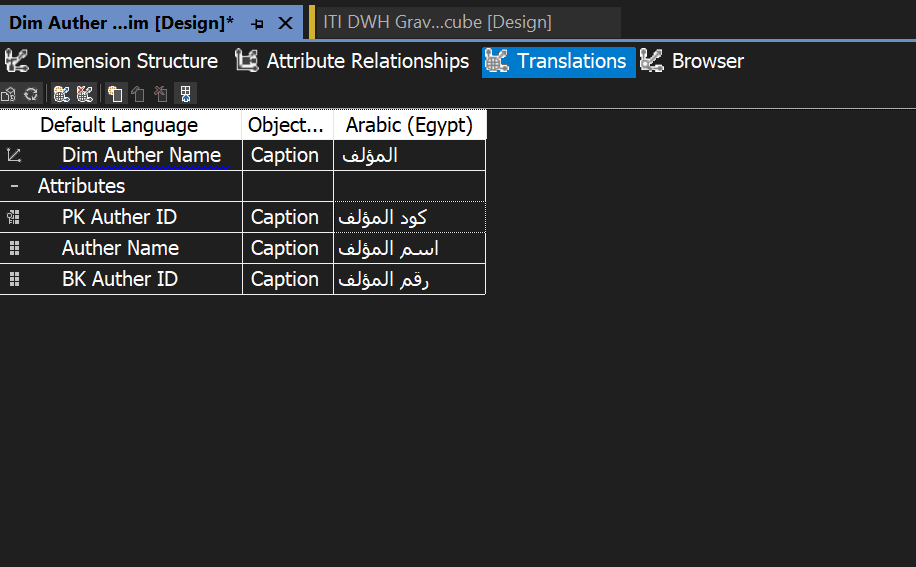 Dim Auther ...im [Design]* ITI DWH Grav...cube [Design]
Dimension Structure Attribute Relationships Translations Browser
Default Language Object... Arabic (Egypt)
Dim Auther Name Caption المؤلف
Attributes
PK Auther ID Caption كود المؤلف
Auther Name Caption اسم المؤلف
BK Auther ID Caption رقم المؤلف